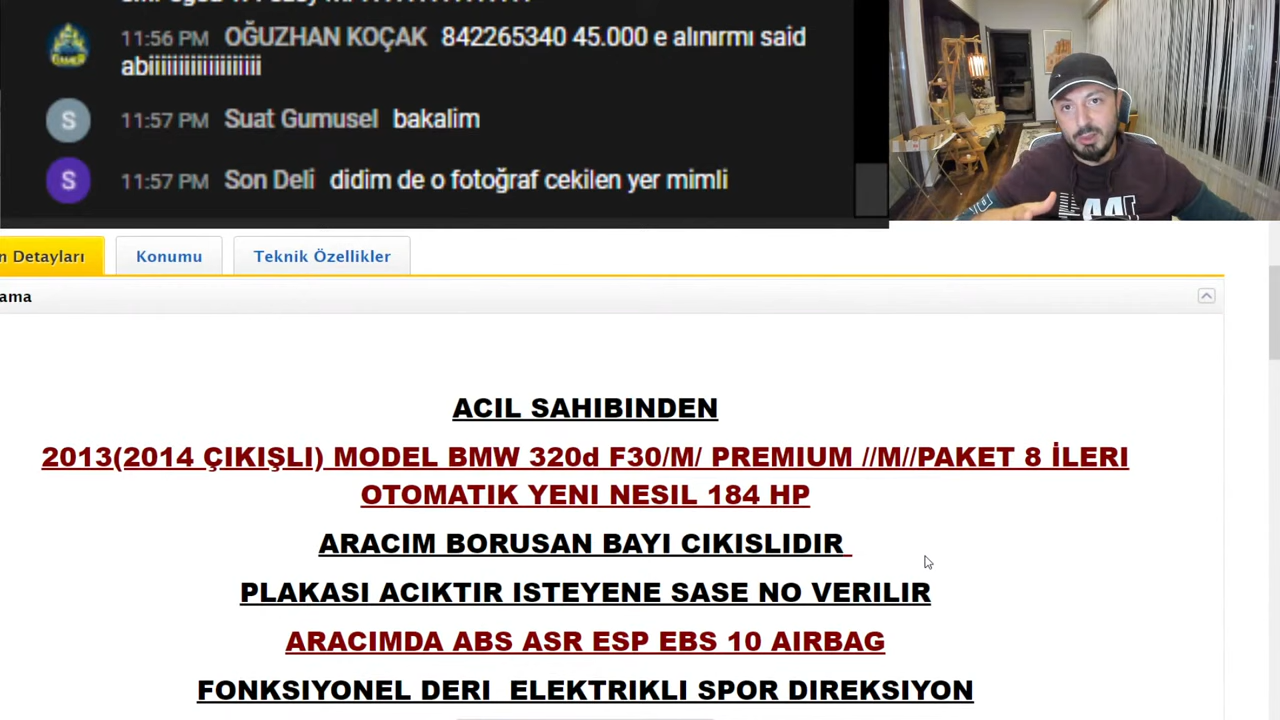 11:56 PM OĞUZHAN KOÇAK 842265340 45.000 e alınırmı said
abiiiiiiiiiiiiiiiiiii
11:57 PM Suat Gumusel bakalim
11:57 PM Son Deli didim de o fotoğraf cekilen yer mimli
n Detayları Konumu Teknik Özellikler
ama
ACIL SAHIBINDEN
2013(2014 ÇIKIŞLI) MODEL BMW 320d F30/M/ PREMIUM //M//PAKET 8 İLERI
OTOMATIK YENI NESIL 184 HP
ARACIM BORUSAN BAYI CIKISLIDIR
PLAKASI ACIKTIR ISTEYENE SASE NO VERILIR
ARACIMDA ABS ASR ESP EBS 10 AIRBAG
FONKSIYONEL DERI ELEKTRIKLI SPOR DIREKSIYON